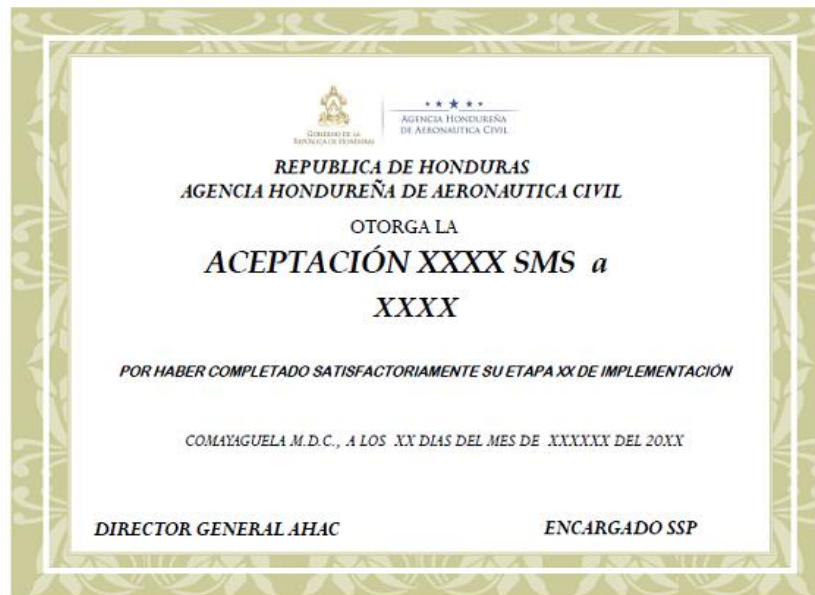 GOBIERNO DE LA
REPÚBLICA DE HONDURAS
AGENCIA HONDUREÑA
DE AERONAUTICA CIVIL
REPUBLICA DE HONDURAS
AGENCIA HONDUREÑA DE AERONAUTICA CIVIL
OTORGA LA
ACEPTACIÓN XXXX SMS a
XXXX
POR HABER COMPLETADO SATISFACTORIAMENTE SU ETAPA XX DE IMPLEMENTACIÓN
COMAYAGUELA M.D.C., A LOS XX DIAS DEL MES DE XXXXXX DEL 20XX
DIRECTOR GENERAL AHAC ENCARGADO SSP